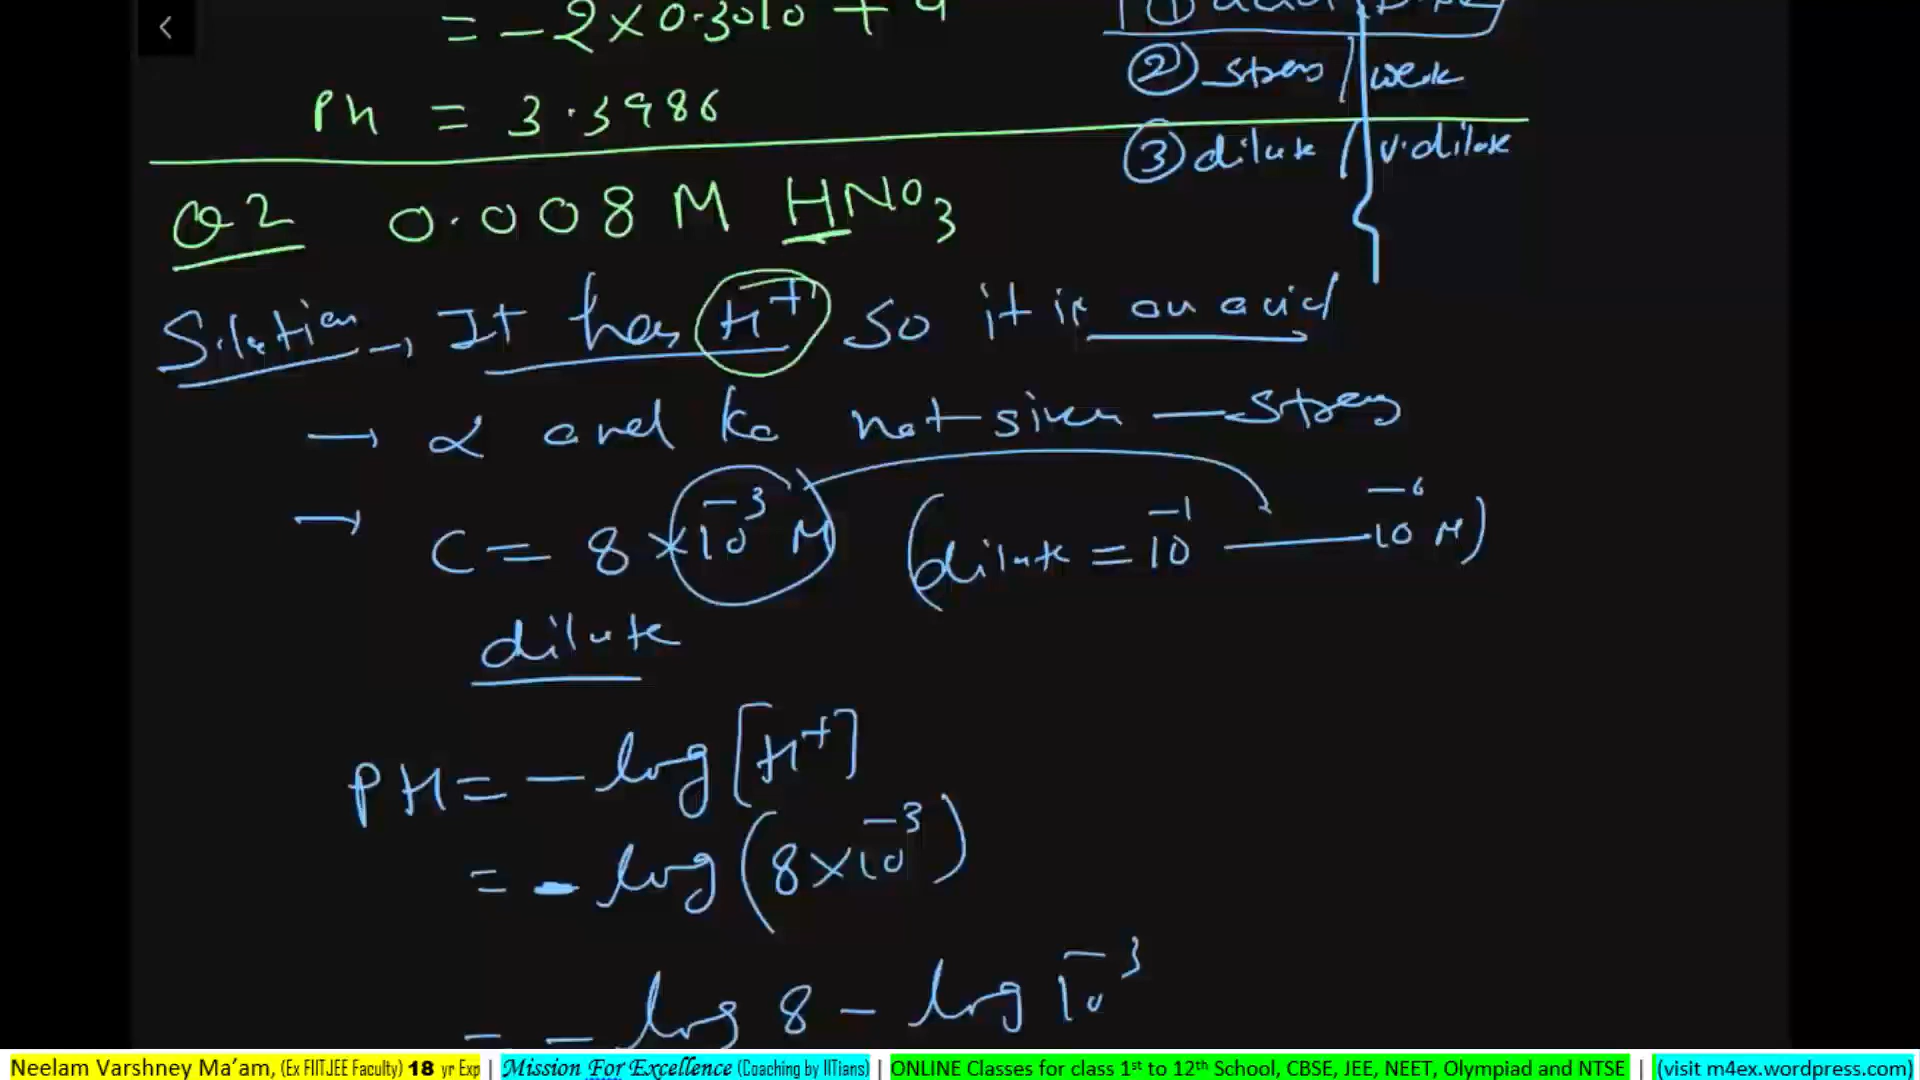 = -2 × 0.3010 + 4
PH = 3.3986
② strong / weak
③ dilute / v.dilute
Q2 0.008 M HNO₃
Solution → It has H⁺ so it is an acid
→ α and ka not given — strong
→ C = 8 × 10⁻³ M (dilute = 10⁻¹ — 10⁻⁶ M)
dilute
PH = - log [H⁺]
= - log (8×10⁻³)
= - log 8 - log 10⁻³
Neelam Varshney Ma'am, (Ex FIITJEE Faculty) 18 yr Exp | Mission For Excellence (Coaching by IITians) | ONLINE Classes for class 1st to 12th School, CBSE, JEE, NEET, Olympiad and NTSE | (visit m4ex.wordpress.com)